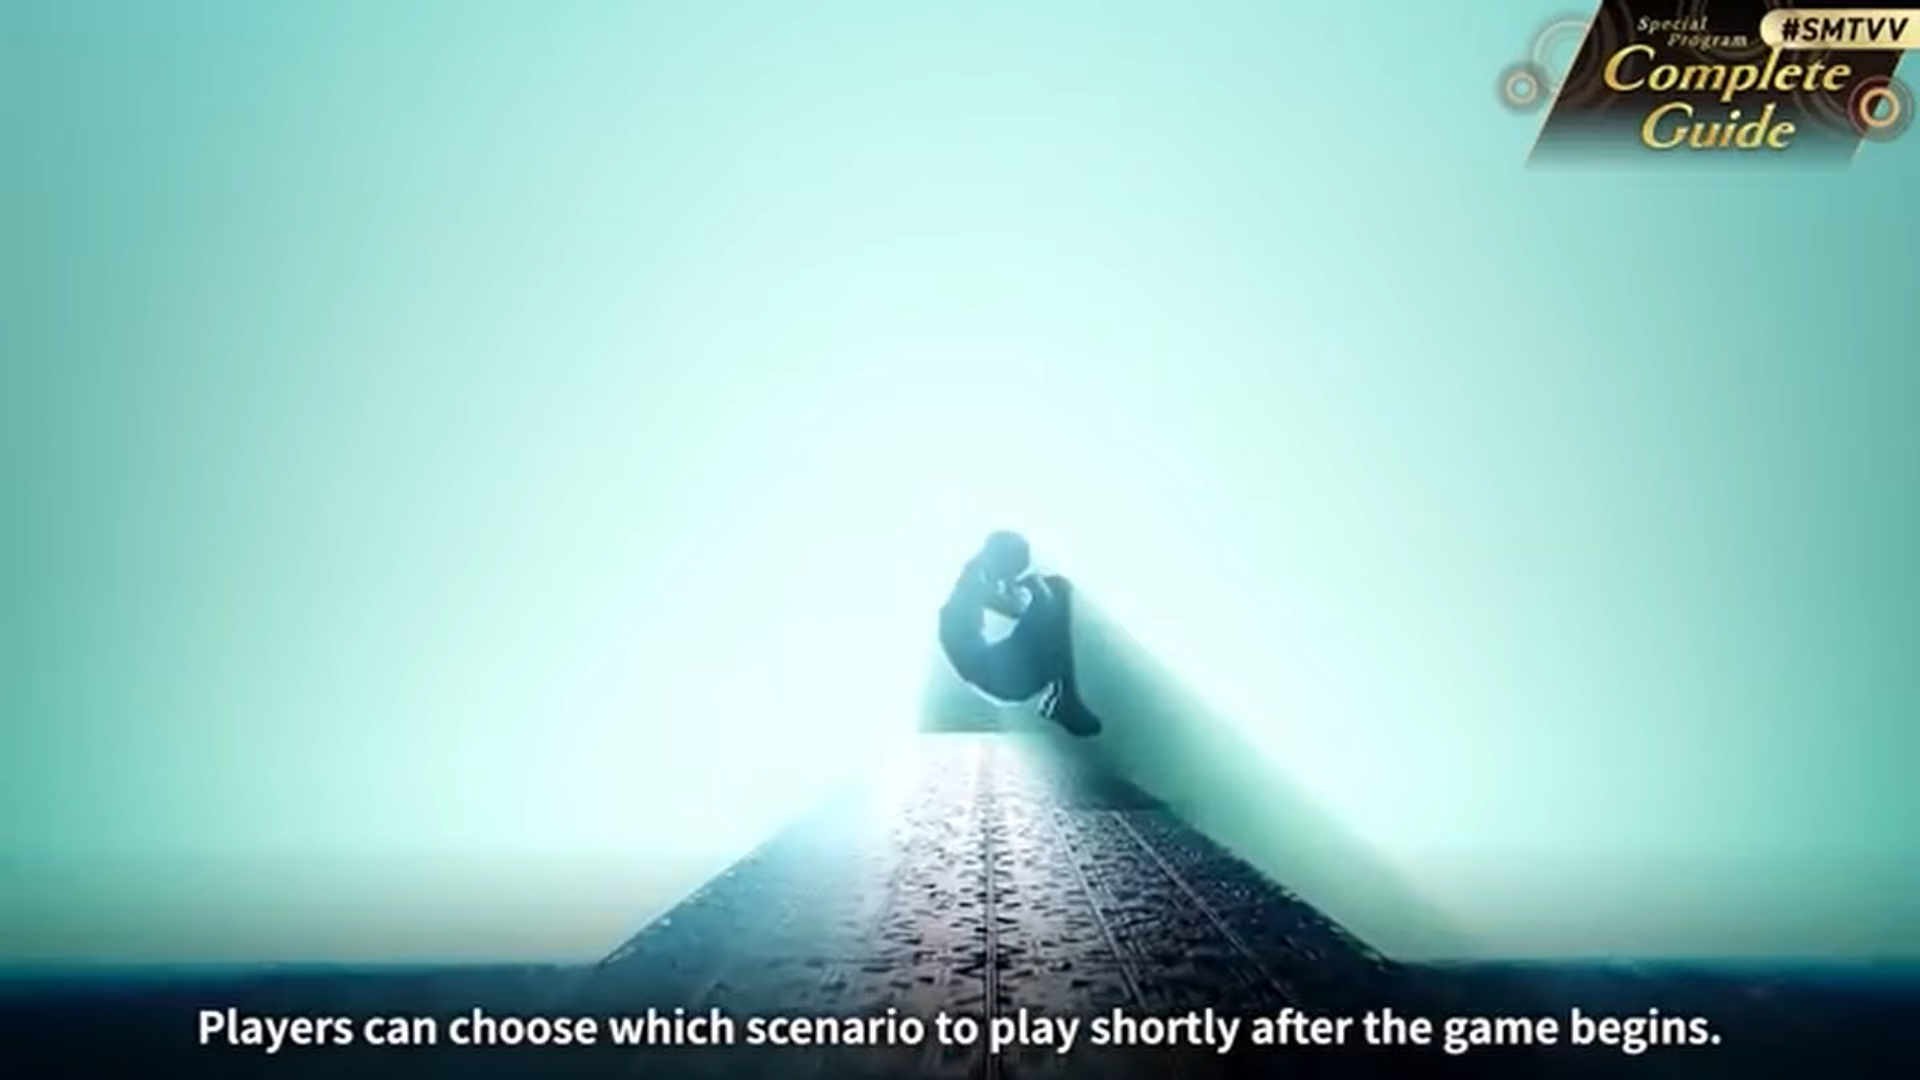 Special
Program
#SMTVV
Complete
Guide
Players can choose which scenario to play shortly after the game begins.